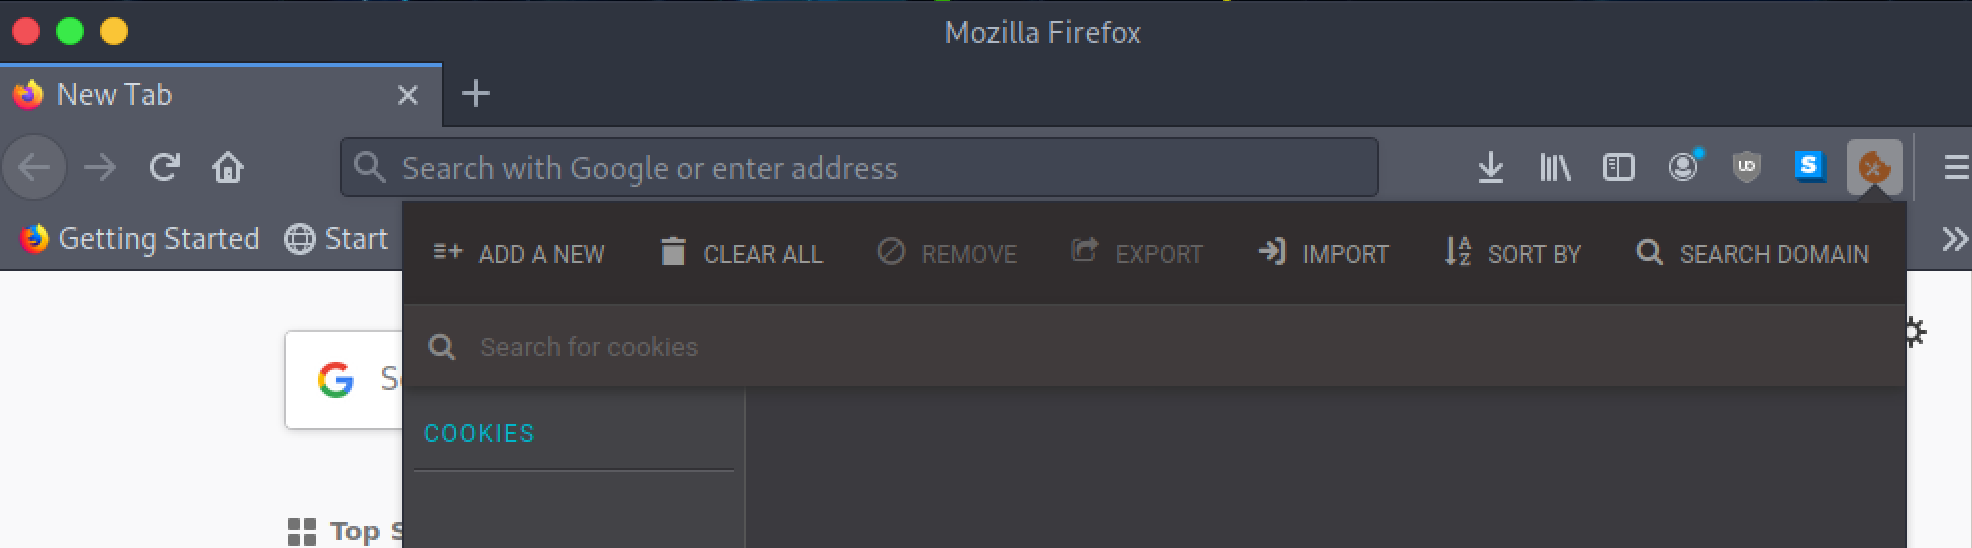 Mozilla Firefox
New Tab
Search with Google or enter address
UO
S
Getting Started Start
ADD A NEW CLEAR ALL REMOVE EXPORT IMPORT SORT BY SEARCH DOMAIN
Search for cookies
COOKIES
Top